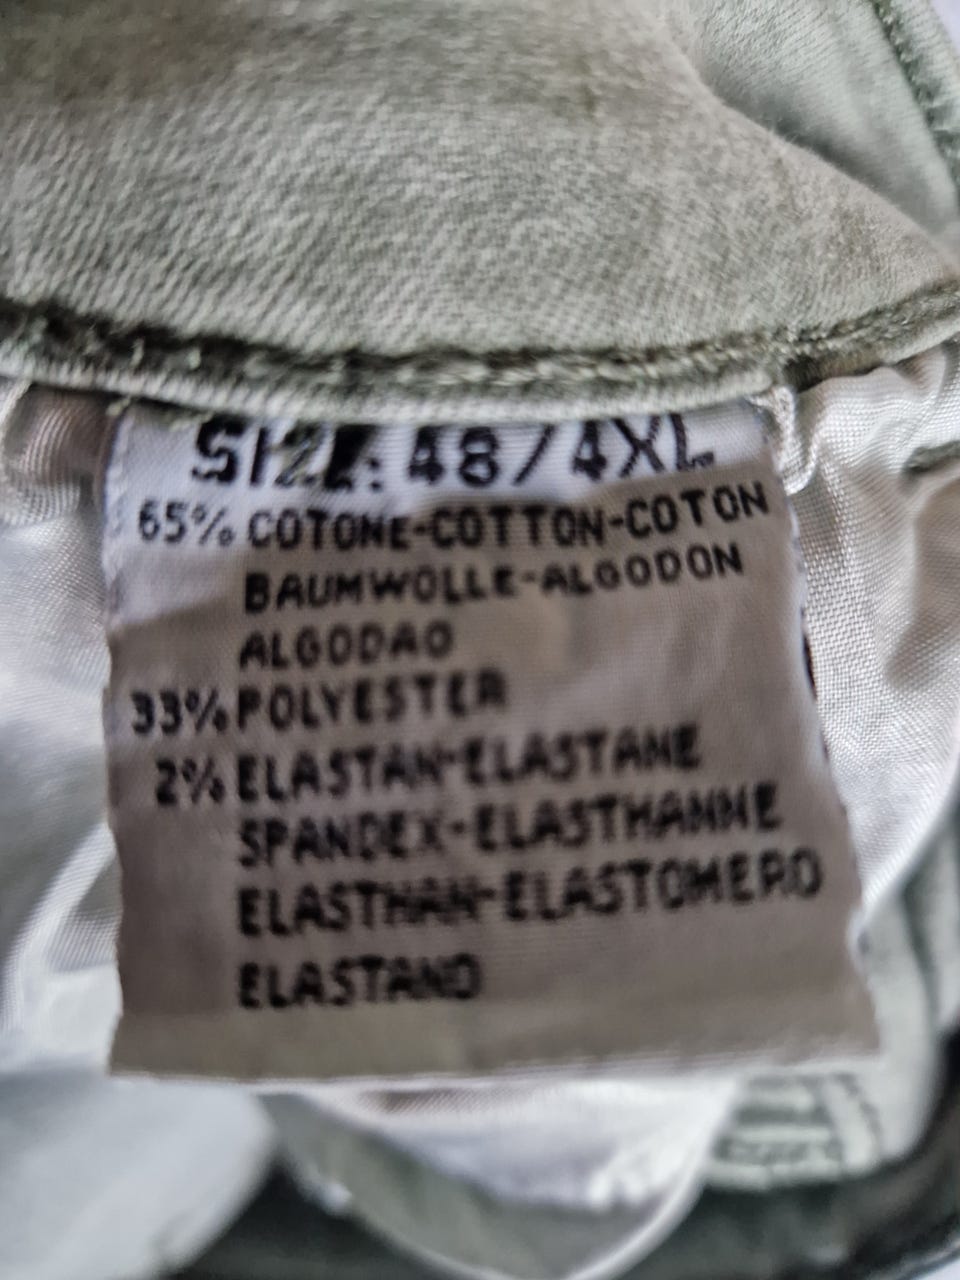 SIZE: 48/4XL
65% COTONE-COTTON-COTON
BAUMWOLLE-ALGODON
ALGODAO
33% POLYESTER
2% ELASTAN-ELASTANE
SPANDEX-ELASTHANNE
ELASTHAN-ELASTOMERO
ELASTANO